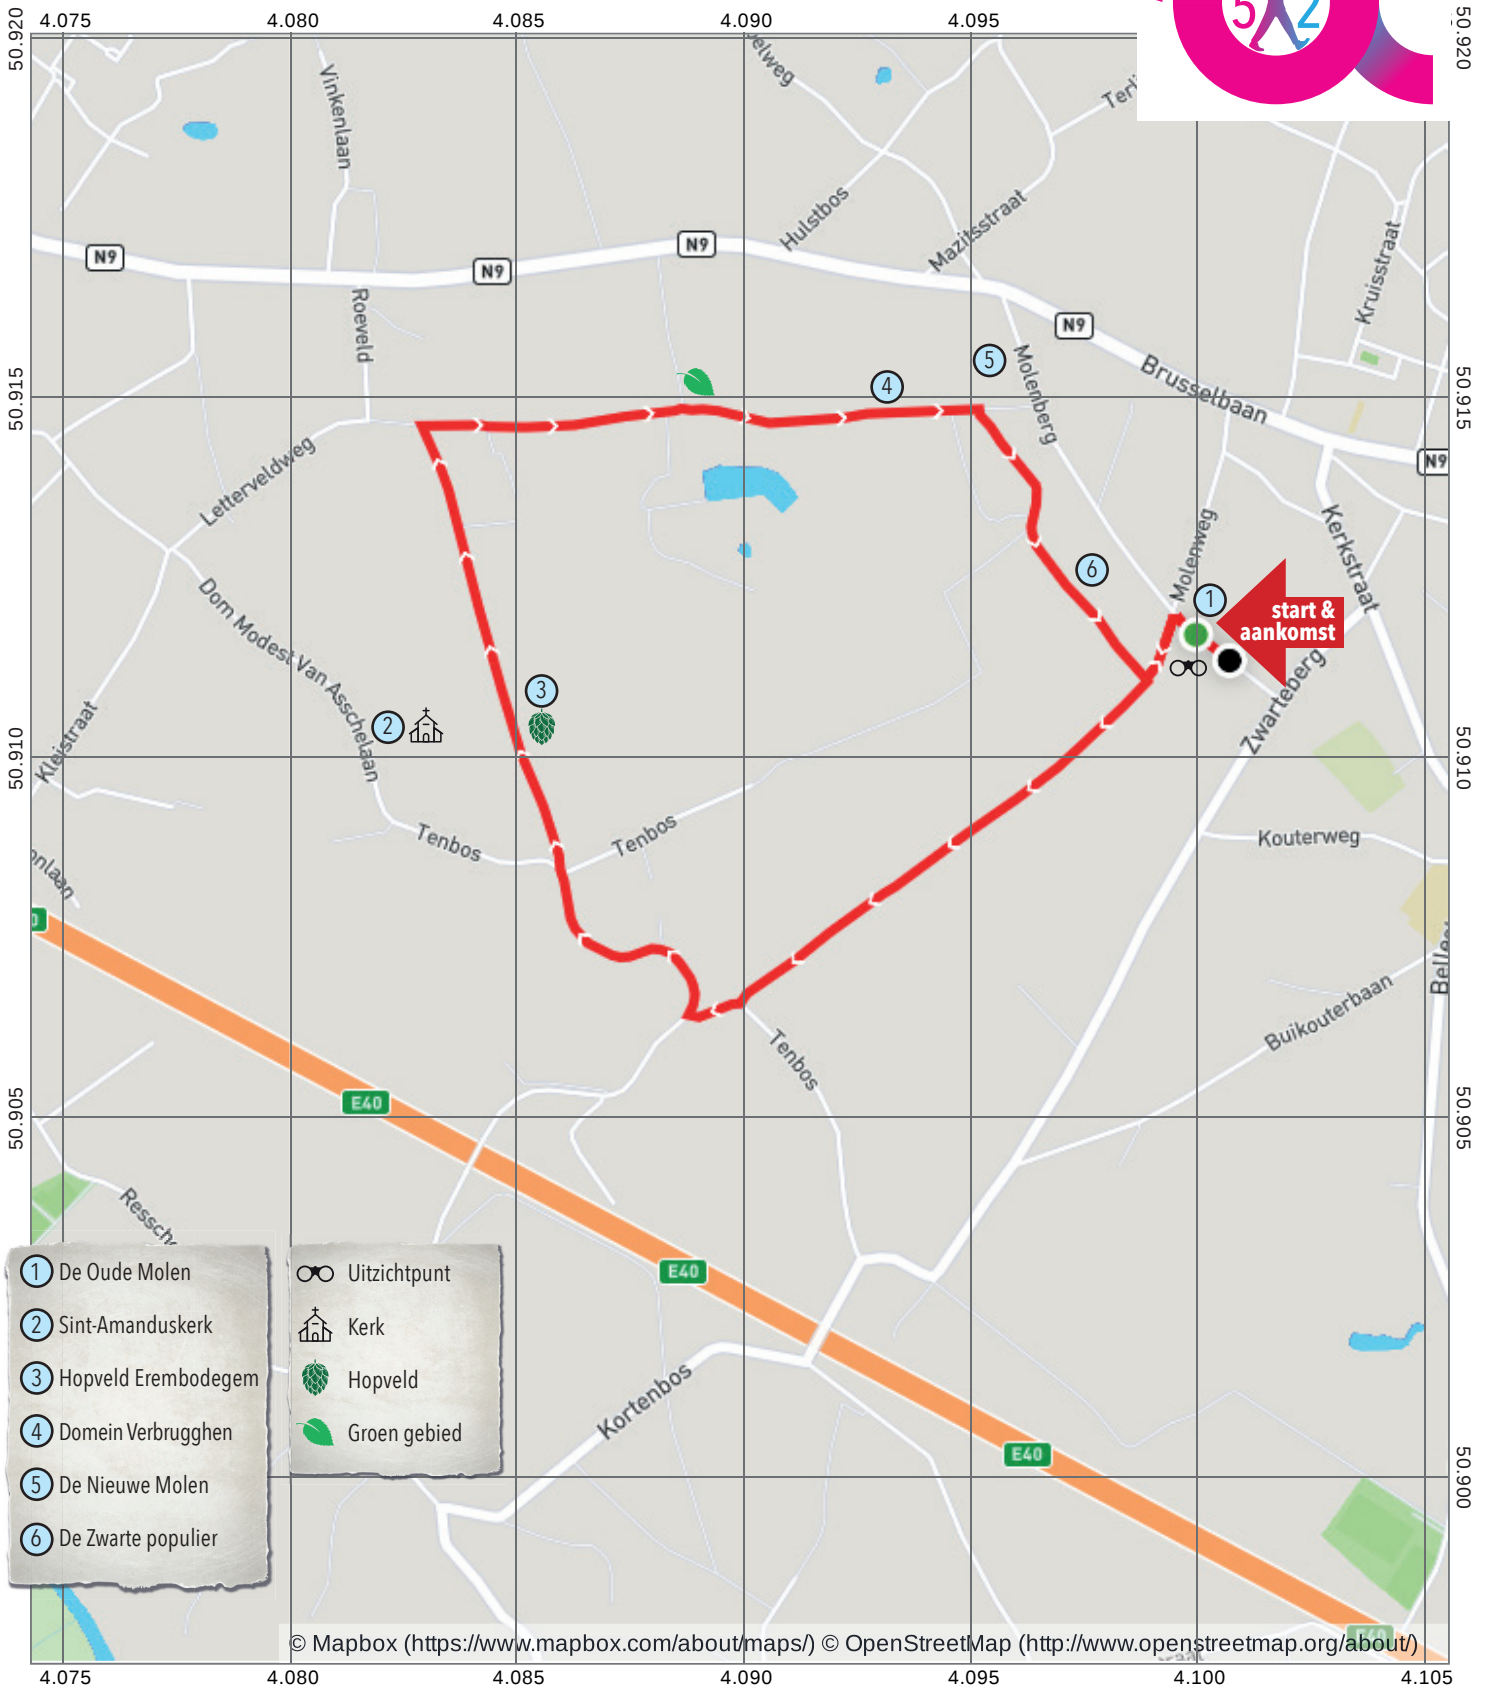 4.075 4.080 4.085 4.090 4.095
50.920
50.920
5 2
elweg
Vinkenlaan
Hulstbos
Mazitsstraat
Kruisstraat
N9
N9
N9
N9
N9
Roeveld
Molenberg
Brusselbaan
50.915
50.915
4
5
Letterveldweg
Molenweg
Kerkstraat
6
1
start &
aankomst
Dom Modest Van Asschelaan
Zwarteberg
3
2
Kleistraat
50.910
50.910
Tenbos
Tenbos
Kouterweg
onlaan
Buikouterbaan
Tenbos
E40
50.905
50.905
1 De Oude Molen
2 Sint-Amanduskerk
3 Hopveld Erembodegem
4 Domein Verbrugghen
5 De Nieuwe Molen
6 De Zwarte populier
Uitzichtpunt
Kerk
Hopveld
Groen gebied
E40
Kortenbos
E40
50.900
E40
© Mapbox (https://www.mapbox.com/about/maps/) © OpenStreetMap (http://www.openstreetmap.org/about/)
4.075 4.080 4.085 4.090 4.095 4.100 4.105